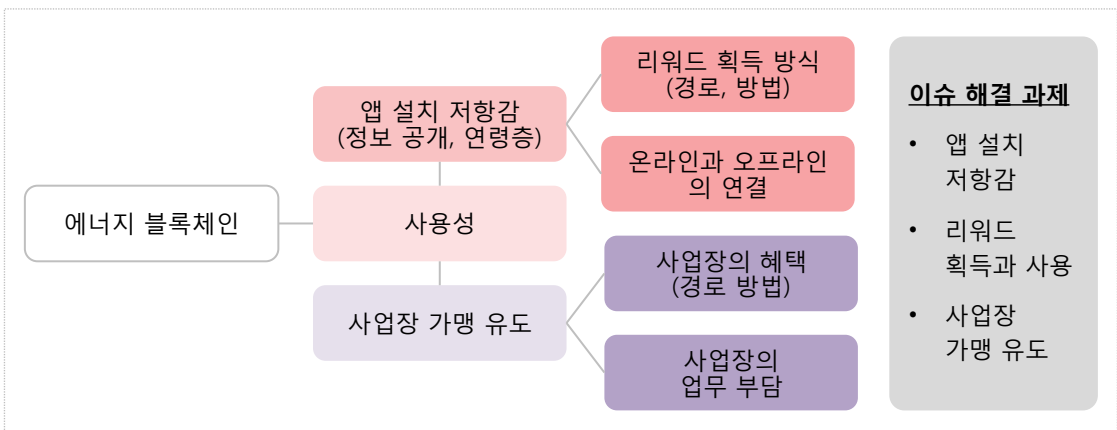 에너지 블록체인
앱 설치 저항감
(정보 공개, 연령층)
사용성
사업장 가맹 유도
리워드 획득 방식
(경로, 방법)
온라인과 오프라인
의 연결
사업장의 혜택
(경로 방법)
사업장의
업무 부담
이슈 해결 과제
• 앱 설치
저항감
• 리워드
획득과 사용
• 사업장
가맹 유도